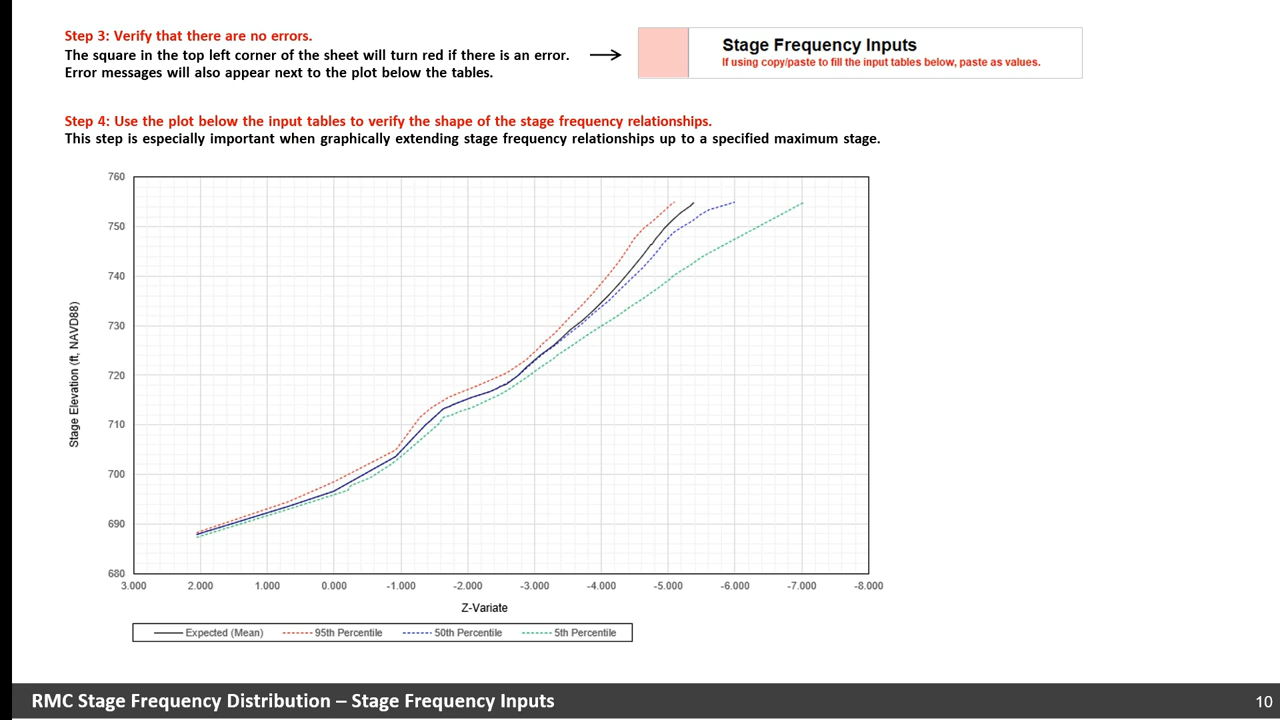 Step 3: Verify that there are no errors.
The square in the top left corner of the sheet will turn red if there is an error.
Error messages will also appear next to the plot below the tables.
Stage Frequency Inputs
If using copy/paste to fill the input tables below, paste as values.
Step 4: Use the plot below the input tables to verify the shape of the stage frequency relationships.
This step is especially important when graphically extending stage frequency relationships up to a specified maximum stage.
760
750
740
730
720
710
700
690
680
Stage Elevation (ft, NAVD88)
3.000 2.000 1.000 0.000 -1.000 -2.000 -3.000 -4.000 -5.000 -6.000 -7.000 -8.000
Z-Variate
Expected (Mean) 95th Percentile 50th Percentile 5th Percentile
RMC Stage Frequency Distribution – Stage Frequency Inputs
10